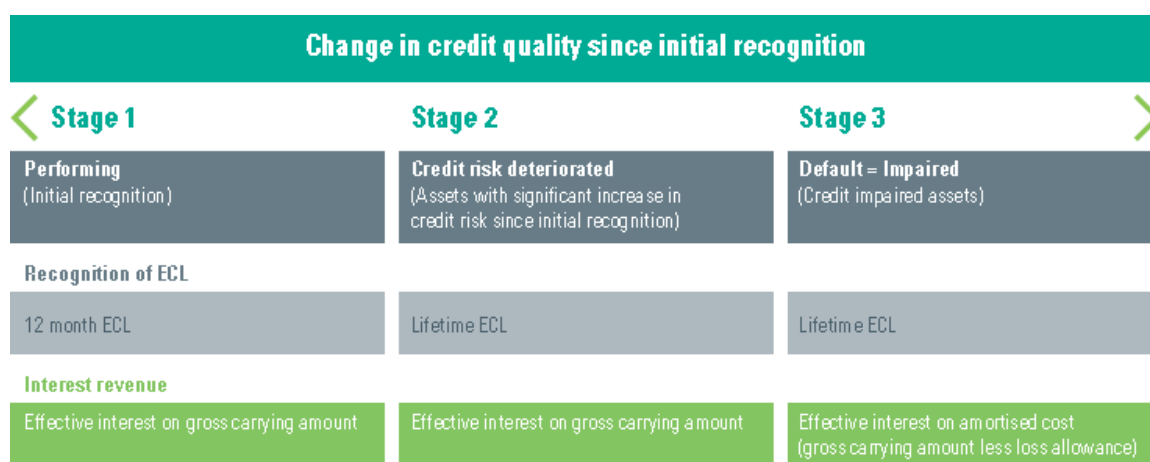 Change in credit quality since initial recognition
Stage 1
Stage 2
Stage 3
Performing
(Initial recognition)
Credit risk deteriorated
(Assets with significant increase in
credit risk since initial recognition)
Default = Impaired
(Credit impaired assets)
Recognition of ECL
12 month ECL
Lifetime ECL
Lifetime ECL
Interest revenue
Effective interest on gross carrying amount
Effective interest on gross carrying amount
Effective interest on amortised cost
(gross carrying amount less loss allowance)